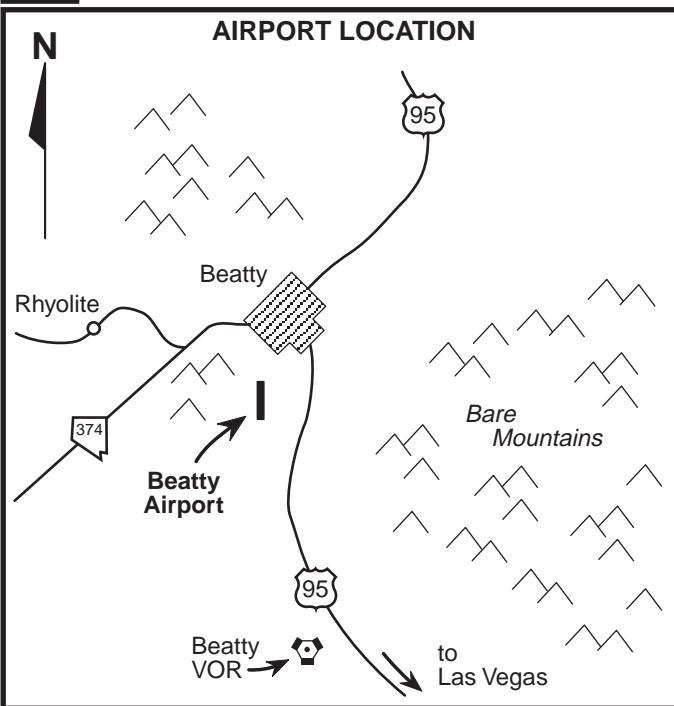 AIRPORT LOCATION
N
95
Beatty
Rhyolite
374
Bare
Mountains
Beatty
Airport
95
Beatty
VOR
to
Las Vegas